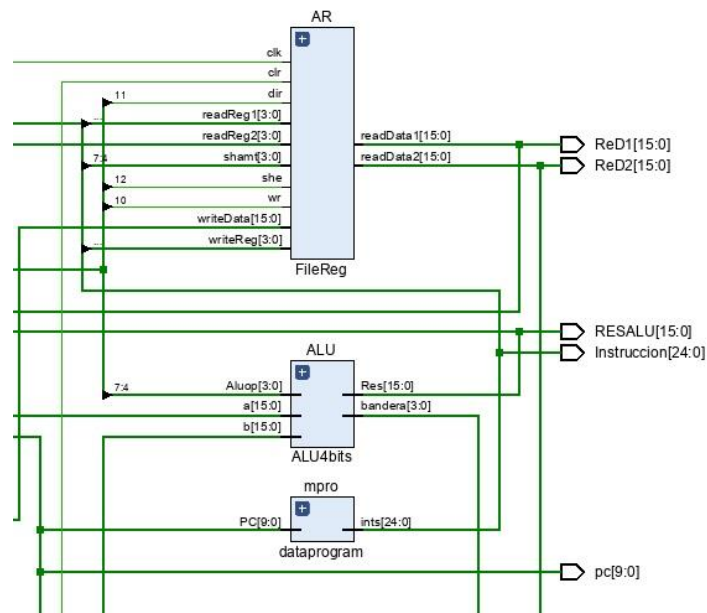 AR
clk
clr
11
dir
...
readReg1[3:0]
readReg2[3:0]
readData1[15:0]
ReD1[15:0]
7:4
shamt[3:0]
readData2[15:0]
ReD2[15:0]
12
she
10
wr
writeData[15:0]
...
writeReg[3:0]
FileReg
RESALU[15:0]
ALU
Instruccion[24:0]
7:4
Aluop[3:0]
Res[15:0]
a[15:0]
bandera[3:0]
b[15:0]
ALU4bits
mpro
PC[9:0]
ints[24:0]
dataprogram
pc[9:0]